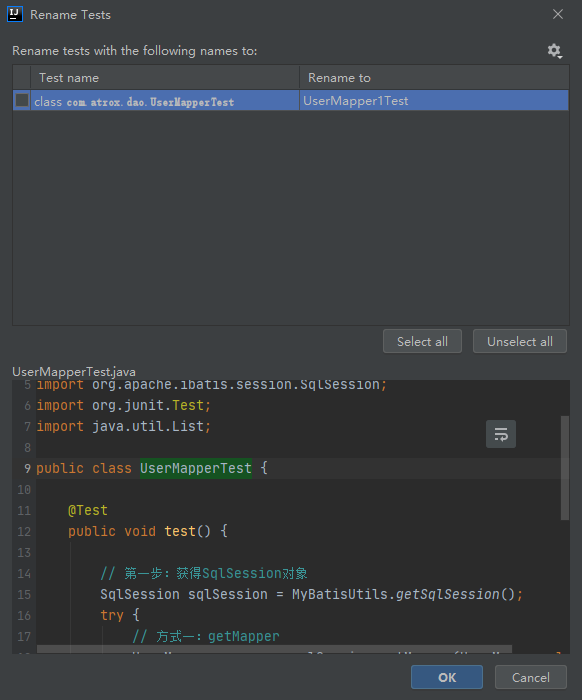 Rename Tests
Rename tests with the following names to:
Test name Rename to
class com.atrox.dao.UserMapperTest UserMapper1Test
Select all Unselect all
UserMapperTest.java
5 import org.apache.ibatis.session.SqlSession;
6 import org.junit.Test;
7 import java.util.List;
8
9 public class UserMapperTest {
10
11 @Test
12 public void test() {
13
14 // 第一步：获得SqlSession对象
15 SqlSession sqlSession = MyBatisUtils.getSqlSession();
16 try {
17 // 方式一：getMapper
OK Cancel